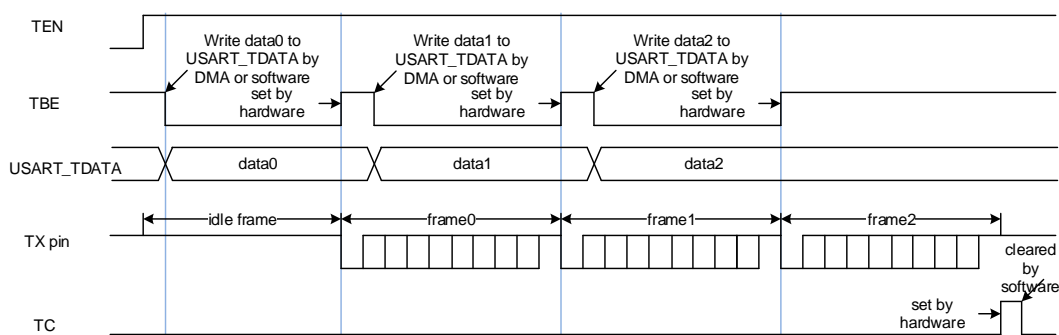 TEN
Write data0 to
USART_TDATA by
DMA or software
Write data1 to
USART_TDATA by
DMA or software
Write data2 to
USART_TDATA by
DMA or software
TBE
set by
hardware
set by
hardware
set by
hardware
USART_TDATA
data0
data1
data2
idle frame
frame0
frame1
frame2
TX pin
cleared
by
software
TC
set by
hardware